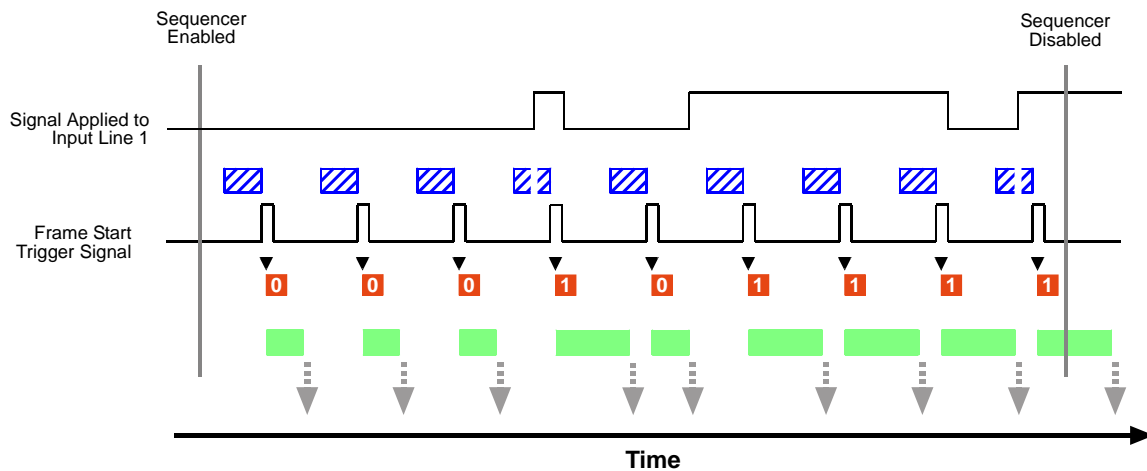 Sequencer
Enabled
Sequencer
Disabled
Signal Applied to
Input Line 1
Frame Start
Trigger Signal
0 0 0 1 0 1 1 1 1
Time